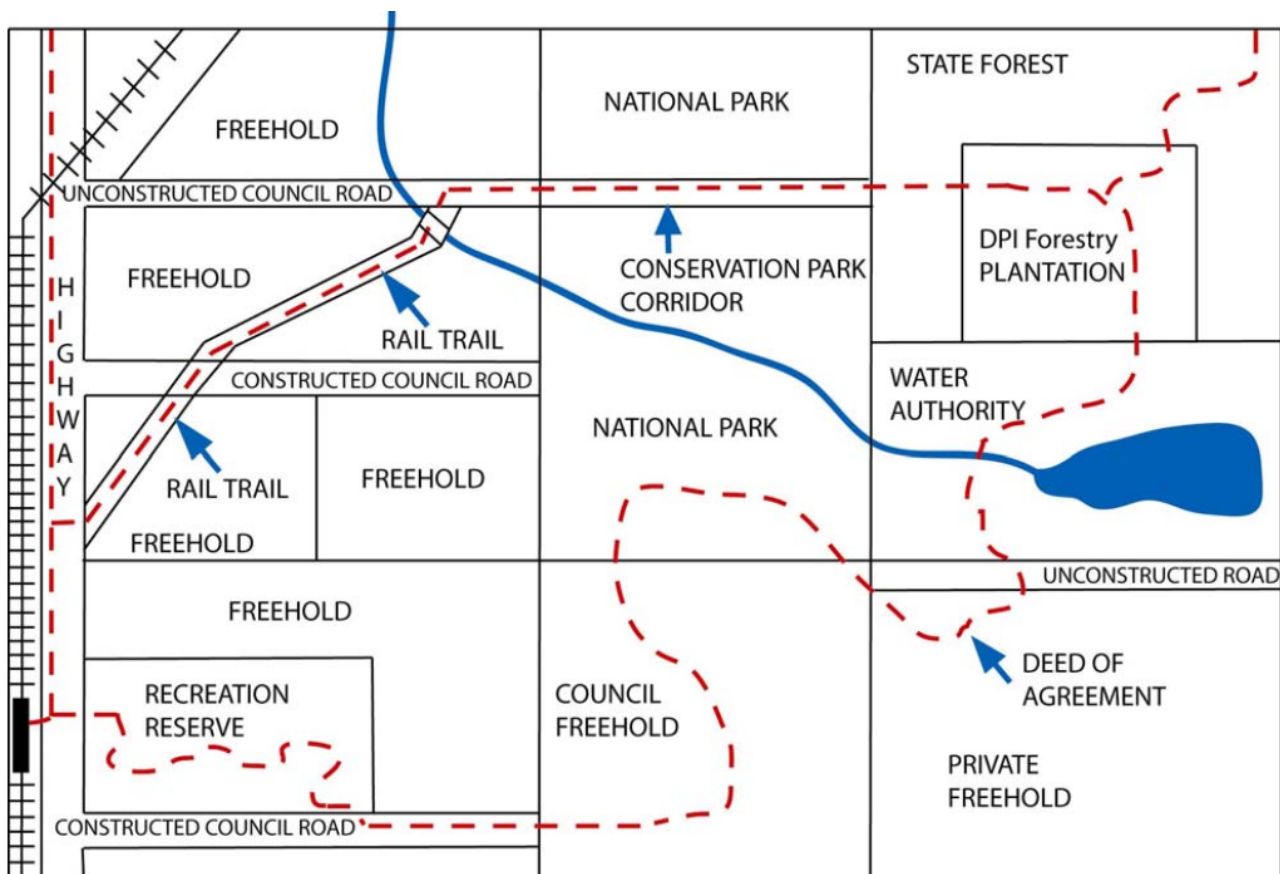 STATE FOREST
NATIONAL PARK
FREEHOLD
UNCONSTRUCTED COUNCIL ROAD
DPI Forestry
PLANTATION
FREEHOLD
CONSERVATION PARK
CORRIDOR
HIGHWAY
RAIL TRAIL
CONSTRUCTED COUNCIL ROAD
WATER
AUTHORITY
NATIONAL PARK
FREEHOLD
RAIL TRAIL
FREEHOLD
UNCONSTRUCTED ROAD
FREEHOLD
DEED OF
AGREEMENT
RECREATION
RESERVE
COUNCIL
FREEHOLD
PRIVATE
FREEHOLD
CONSTRUCTED COUNCIL ROAD